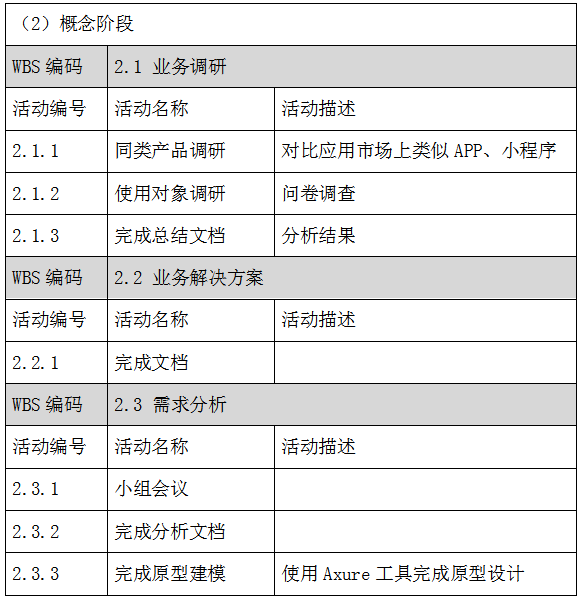 （2）概念阶段
WBS 编码 2.1 业务调研
活动编号 活动名称 活动描述
2.1.1 同类产品调研 对比应用市场上类似 APP、小程序
2.1.2 使用对象调研 问卷调查
2.1.3 完成总结文档 分析结果
WBS 编码 2.2 业务解决方案
活动编号 活动名称 活动描述
2.2.1 完成文档
WBS 编码 2.3 需求分析
活动编号 活动名称 活动描述
2.3.1 小组会议
2.3.2 完成分析文档
2.3.3 完成原型建模 使用 Axure 工具完成原型设计